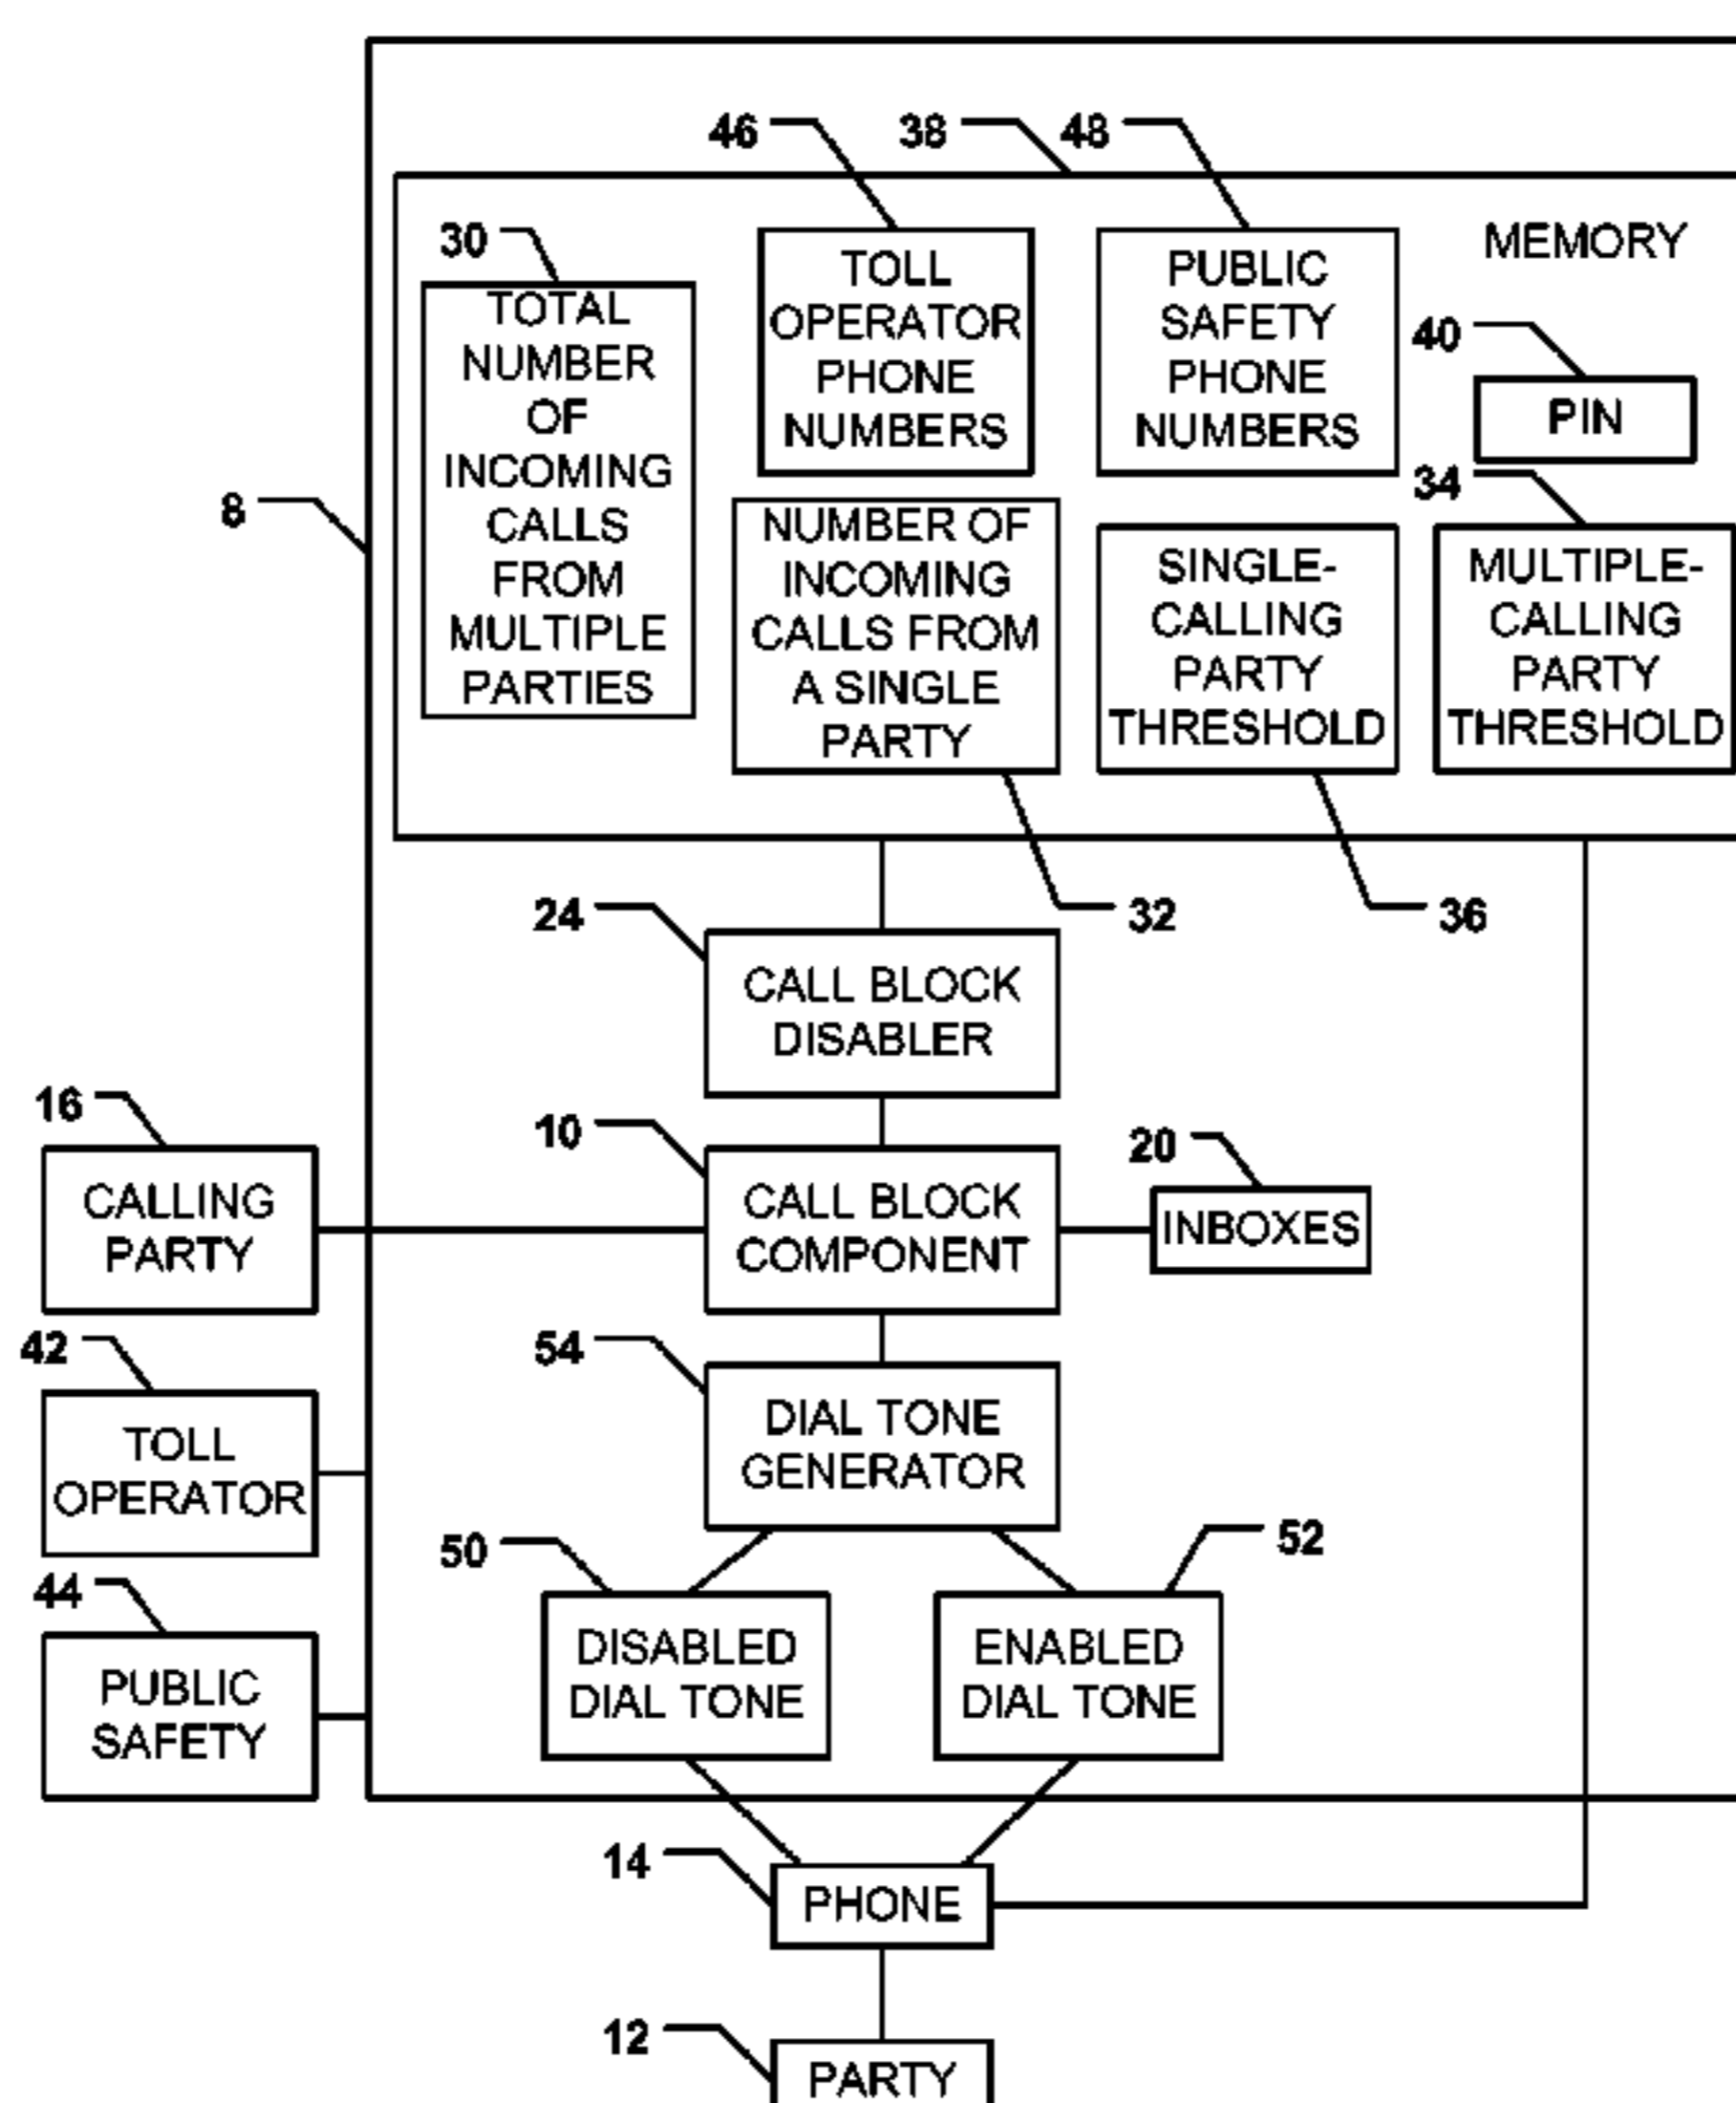 46
38
48
MEMORY
30
TOTAL
NUMBER
OF
INCOMING
CALLS
FROM
MULTIPLE
PARTIES
TOLL
OPERATOR
PHONE
NUMBERS
PUBLIC
SAFETY
PHONE
NUMBERS
40
PIN
8
NUMBER OF
INCOMING
CALLS FROM
A SINGLE
PARTY
SINGLE-
CALLING
PARTY
THRESHOLD
34
MULTIPLE-
CALLING
PARTY
THRESHOLD
24
32
36
CALL BLOCK
DISABLER
16
CALLING
PARTY
10
CALL BLOCK
COMPONENT
20
INBOXES
42
TOLL
OPERATOR
54
DIAL TONE
GENERATOR
44
PUBLIC
SAFETY
50
DISABLED
DIAL TONE
52
ENABLED
DIAL TONE
14
PHONE
12
PARTY